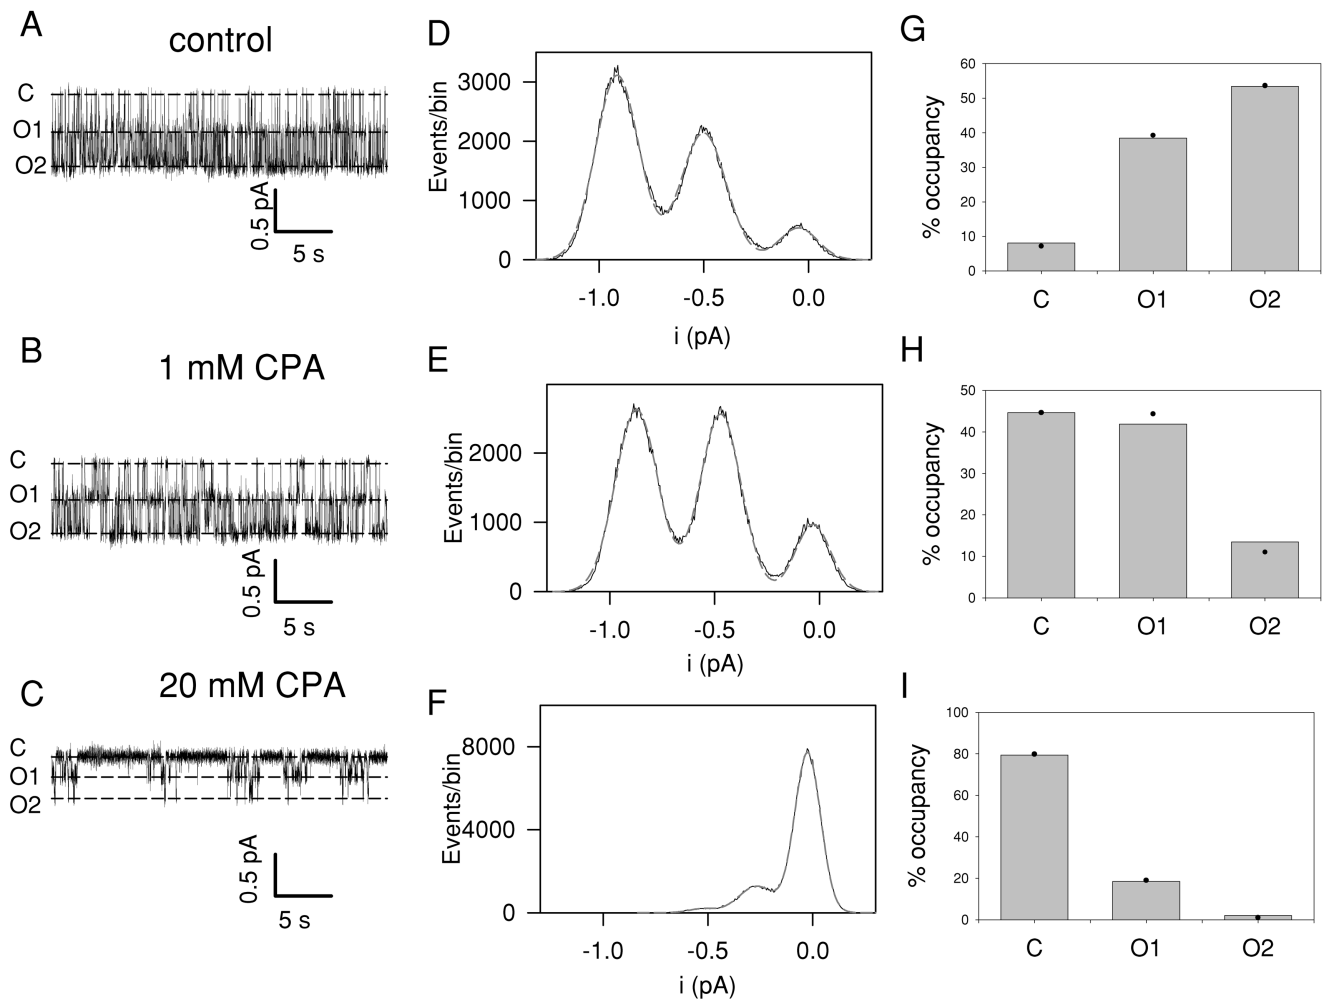 A
control
C
O1
O2
0.5 pA
5 s
D
Events/bin
3000
2000
1000
0
-1.0 -0.5 0.0
i (pA)
G
% occupancy
60
50
40
30
20
10
0
C O1 O2
B
1 mM CPA
C
O1
O2
0.5 pA
5 s
E
Events/bin
2000
1000
0
-1.0 -0.5 0.0
i (pA)
H
% occupancy
50
40
30
20
10
0
C O1 O2
C
20 mM CPA
C
O1
O2
0.5 pA
5 s
F
Events/bin
8000
4000
0
-1.0 -0.5 0.0
i (pA)
I
% occupancy
100
80
60
40
20
0
C O1 O2